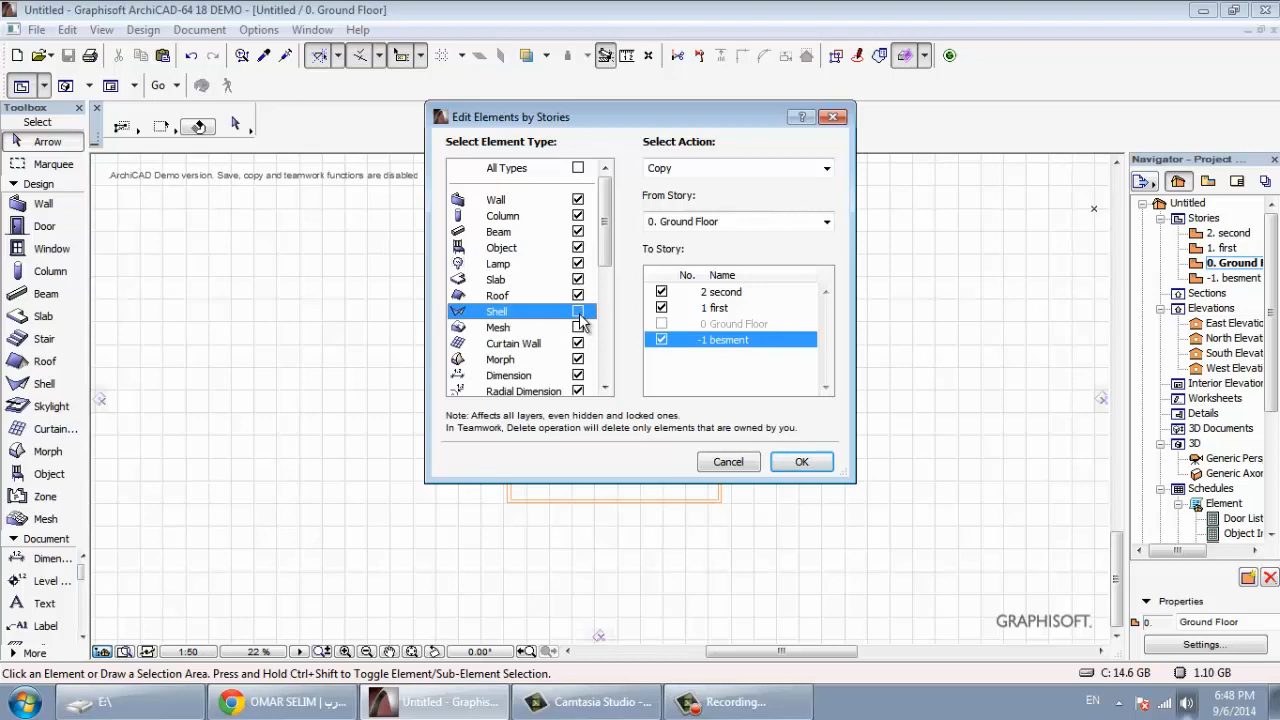 Untitled - Graphisoft ArchiCAD-64 18 DEMO - [Untitled / 0. Ground Floor]
File Edit View Design Document Options Window Help
Go
Toolbox
Select
Arrow
Marquee
Design
Wall
Door
Window
Column
Beam
Slab
Stair
Roof
Shell
Skylight
Curtain...
Morph
Object
Zone
Mesh
Document
Dimen...
Level ...
Text
Label
More
ArchiCAD Demo version. Save, copy and teamwork functions are disabled
Edit Elements by Stories
Select Element Type:
All Types
Wall
Column
Beam
Object
Lamp
Slab
Roof
Shell
Mesh
Curtain Wall
Morph
Dimension
Radial Dimension
Select Action:
Copy
From Story:
0. Ground Floor
To Story:
No. Name
2 second
1 first
0 Ground Floor
-1 besment
Note: Affects all layers, even hidden and locked ones.
In Teamwork, Delete operation will delete only elements that are owned by you.
Cancel OK
GRAPHISOFT.
Navigator - Project ...
Untitled
Stories
2. second
1. first
0. Ground F
-1. besment
Sections
Elevations
East Elevatio
North Elevat
South Elevat
West Elevati
Interior Elevation
Worksheets
Details
3D Documents
3D
Generic Pers
Generic Axor
Schedules
Element
Door List
Object In
Properties
0. Ground Floor
Settings...
1:50 22 % 0.00°
Click an Element or Draw a Selection Area. Press and Hold Ctrl+Shift to Toggle Element/Sub-Element Selection.
C: 14.6 GB 1.10 GB
E:\
OMAR SELIM | عرب...
Untitled - Graphis...
Camtasia Studio -...
Recording...
EN
6:48 PM
9/6/2014